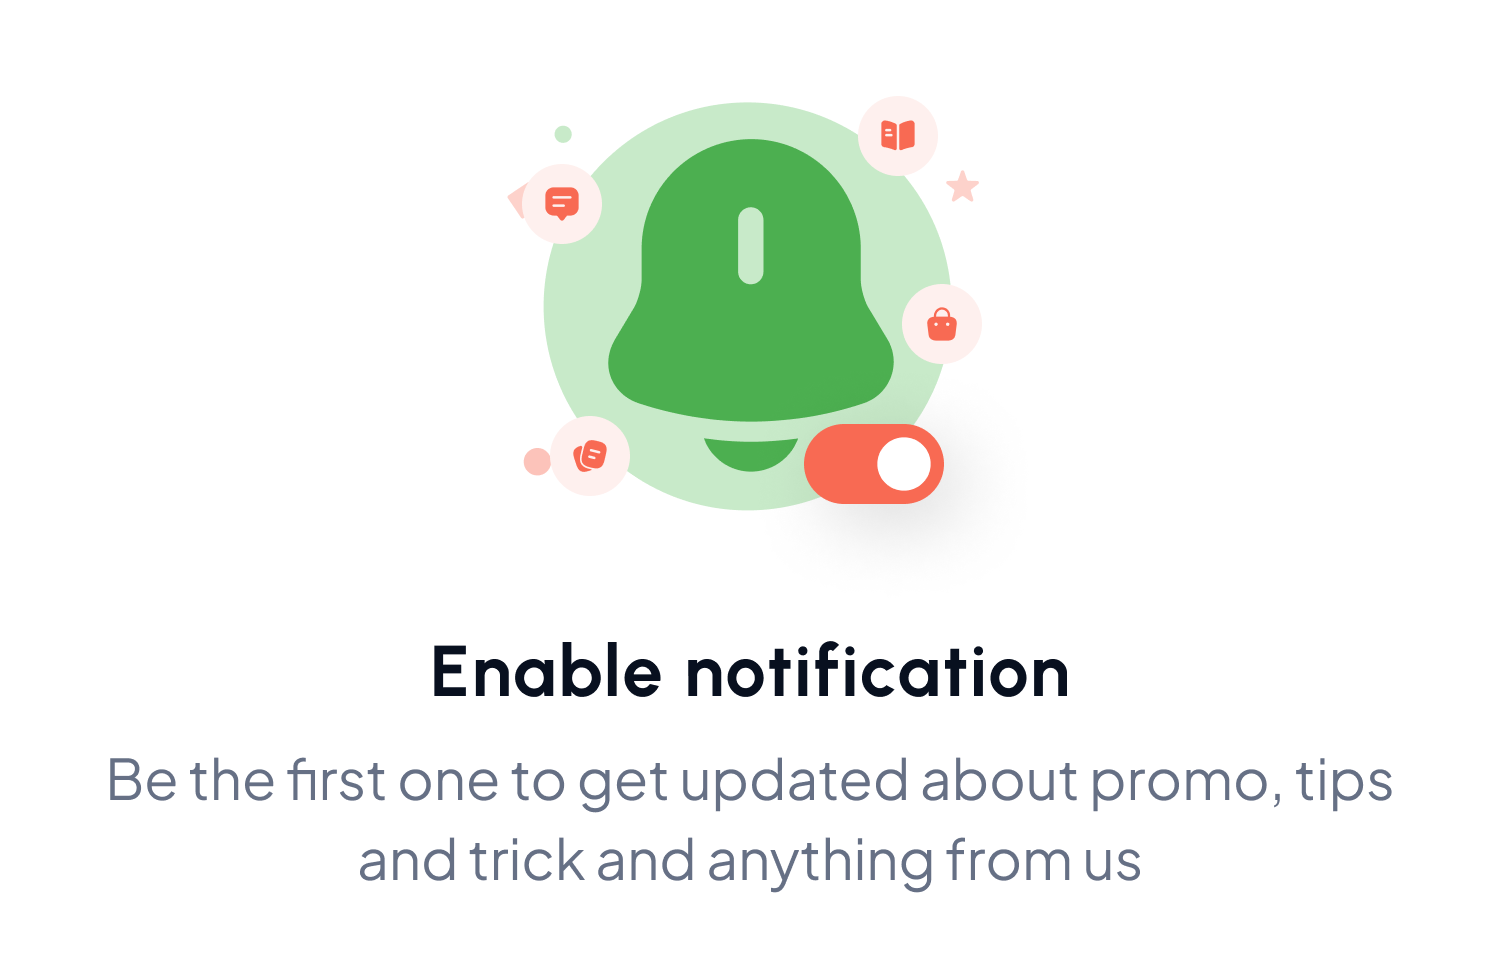 Enable notification
Be the first one to get updated about promo, tips
and trick and anything from us